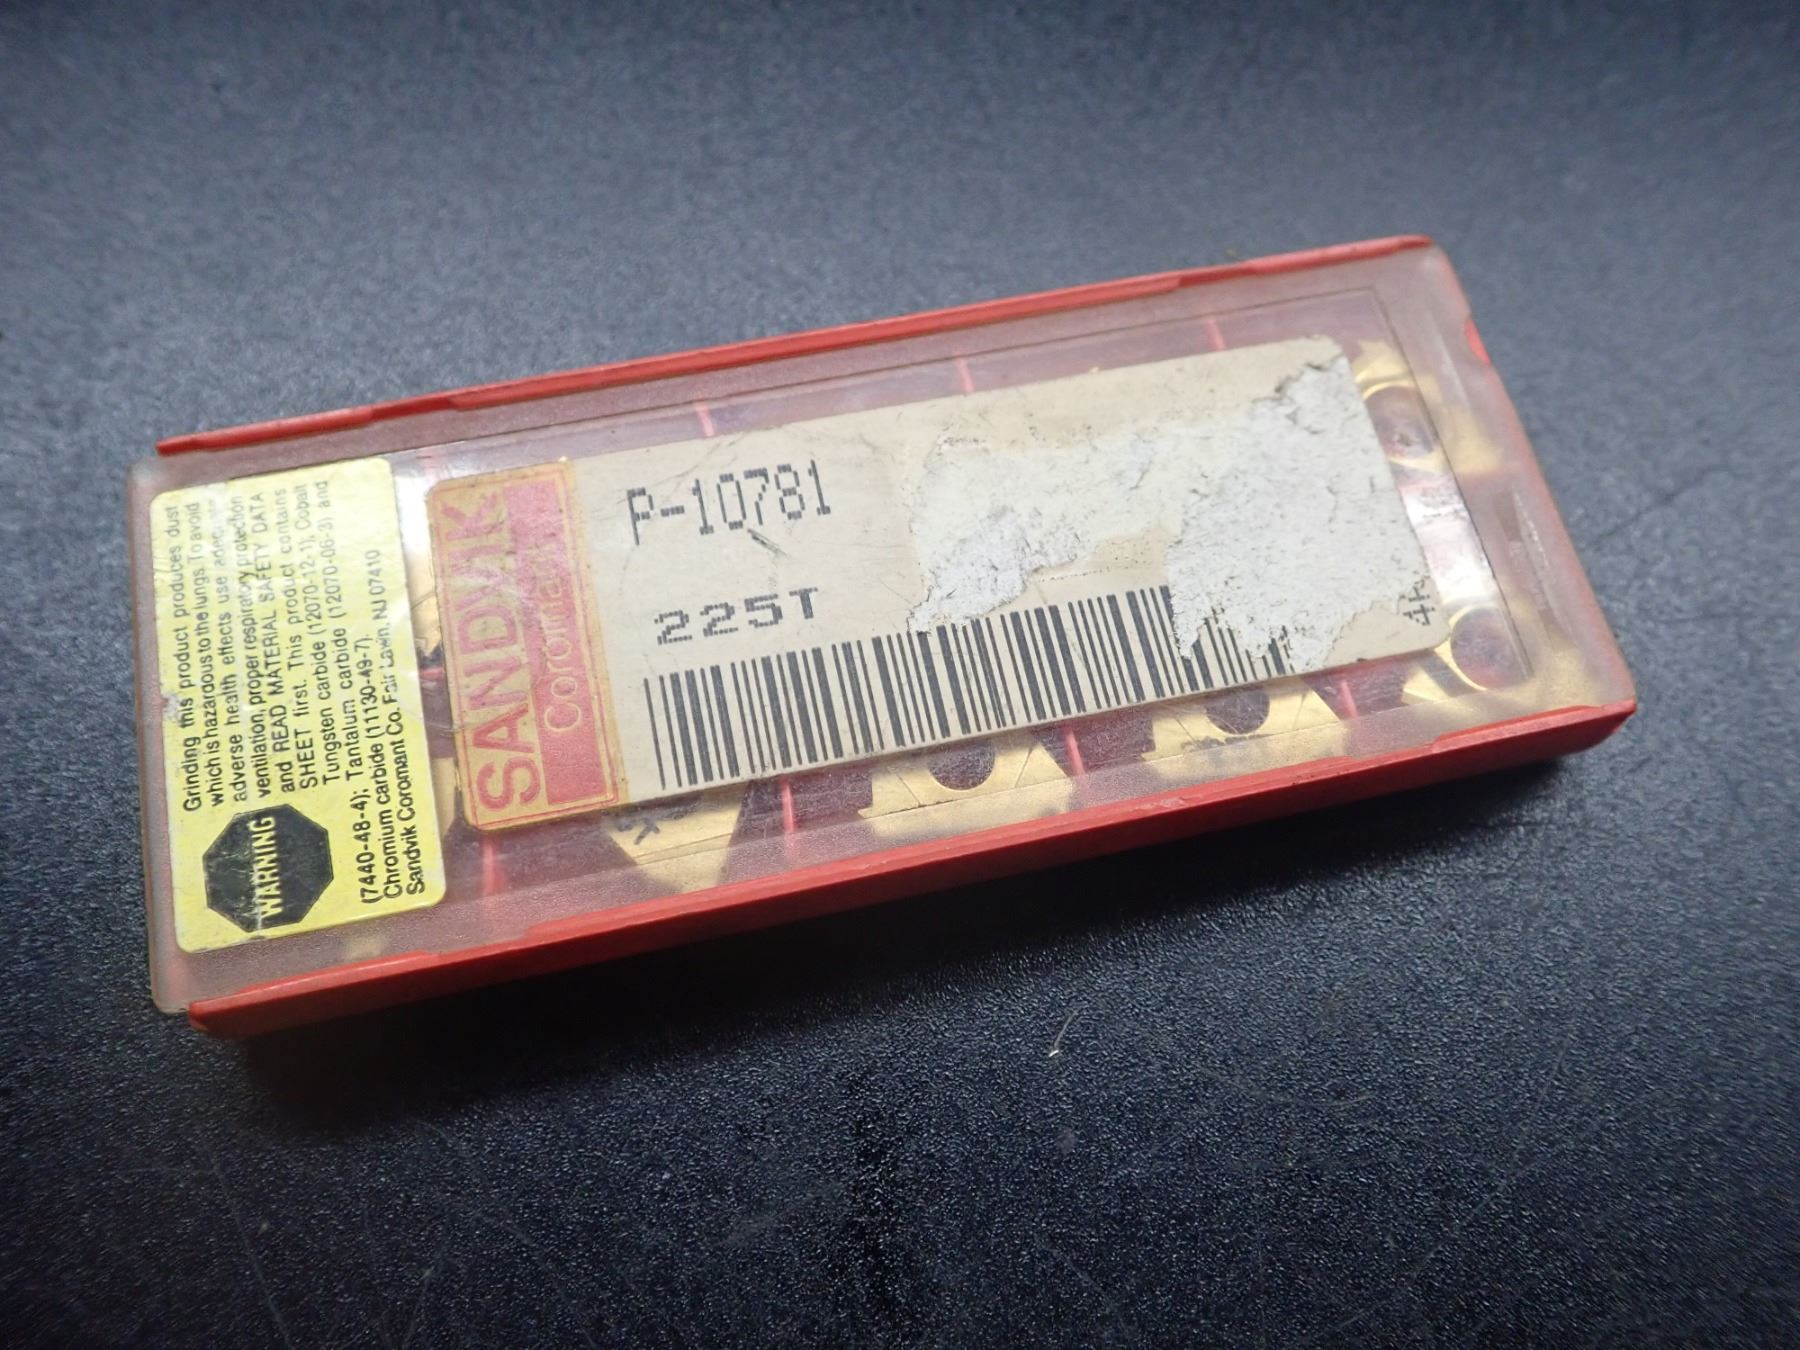 Grinding this product produces dust
which is hazardous to the lungs. To avoid
adverse health effects use adequate
ventilation, proper respiratory protection
and READ MATERIAL SAFETY DATA
SHEET first. This product contains
Tungsten carbide (12070-12-1); Cobalt
(7440-48-4); Tantalum carbide (12070-06-3) and
Chromium carbide (11130-49-7).
Sandvik Coromant Co. Fair Lawn, NJ 07410
WARNING
SANDVIK
Coromant
P-10781
225T